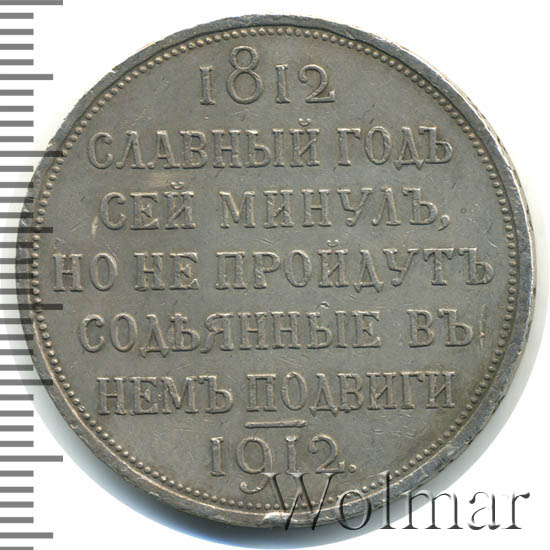 1812
СЛАВНЫЙ ГОДЪ
СЕЙ МИНУЛЪ,
НО НЕ ПРОЙДУТЪ
СОДѢЯННЫЕ ВЪ
НЕМЪ ПОДВИГИ
1912.
Wolmar